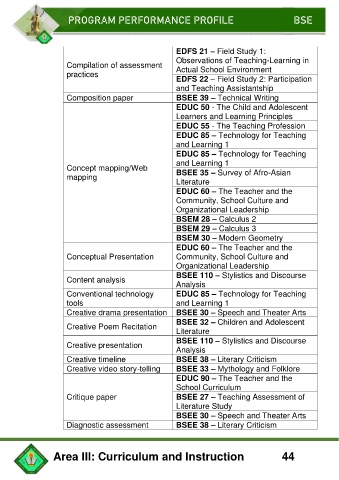 PROGRAM PERFORMANCE PROFILE BSE
Compilation of assessment
practices
EDFS 21 – Field Study 1:
Observations of Teaching-Learning in
Actual School Environment
EDFS 22 – Field Study 2: Participation
and Teaching Assistantship
Composition paper
BSEE 39 – Technical Writing
Concept mapping/Web
mapping
EDUC 50 - The Child and Adolescent
Learners and Learning Principles
EDUC 55 - The Teaching Profession
EDUC 85 – Technology for Teaching
and Learning 1
EDUC 85 – Technology for Teaching
and Learning 1
BSEE 35 – Survey of Afro-Asian
Literature
EDUC 60 – The Teacher and the
Community, School Culture and
Organizational Leadership
BSEM 28 – Calculus 2
BSEM 29 – Calculus 3
BSEM 30 – Modern Geometry
Conceptual Presentation
EDUC 60 – The Teacher and the
Community, School Culture and
Organizational Leadership
Content analysis
BSEE 110 – Stylistics and Discourse
Analysis
Conventional technology
tools
EDUC 85 – Technology for Teaching
and Learning 1
Creative drama presentation
BSEE 30 – Speech and Theater Arts
Creative Poem Recitation
BSEE 32 – Children and Adolescent
Literature
Creative presentation
BSEE 110 – Stylistics and Discourse
Analysis
Creative timeline
BSEE 38 – Literary Criticism
Creative video story-telling
BSEE 33 – Mythology and Folklore
Critique paper
EDUC 90 – The Teacher and the
School Curriculum
BSEE 27 – Teaching Assessment of
Literature Study
BSEE 30 – Speech and Theater Arts
Diagnostic assessment
BSEE 38 – Literary Criticism
Area III: Curriculum and Instruction 44